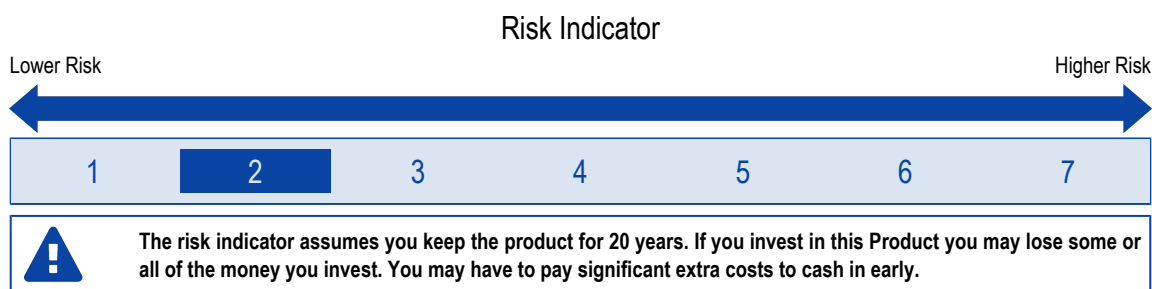 Risk Indicator
Lower Risk Higher Risk
1 2 3 4 5 6 7
The risk indicator assumes you keep the product for 20 years. If you invest in this Product you may lose some or
all of the money you invest. You may have to pay significant extra costs to cash in early.